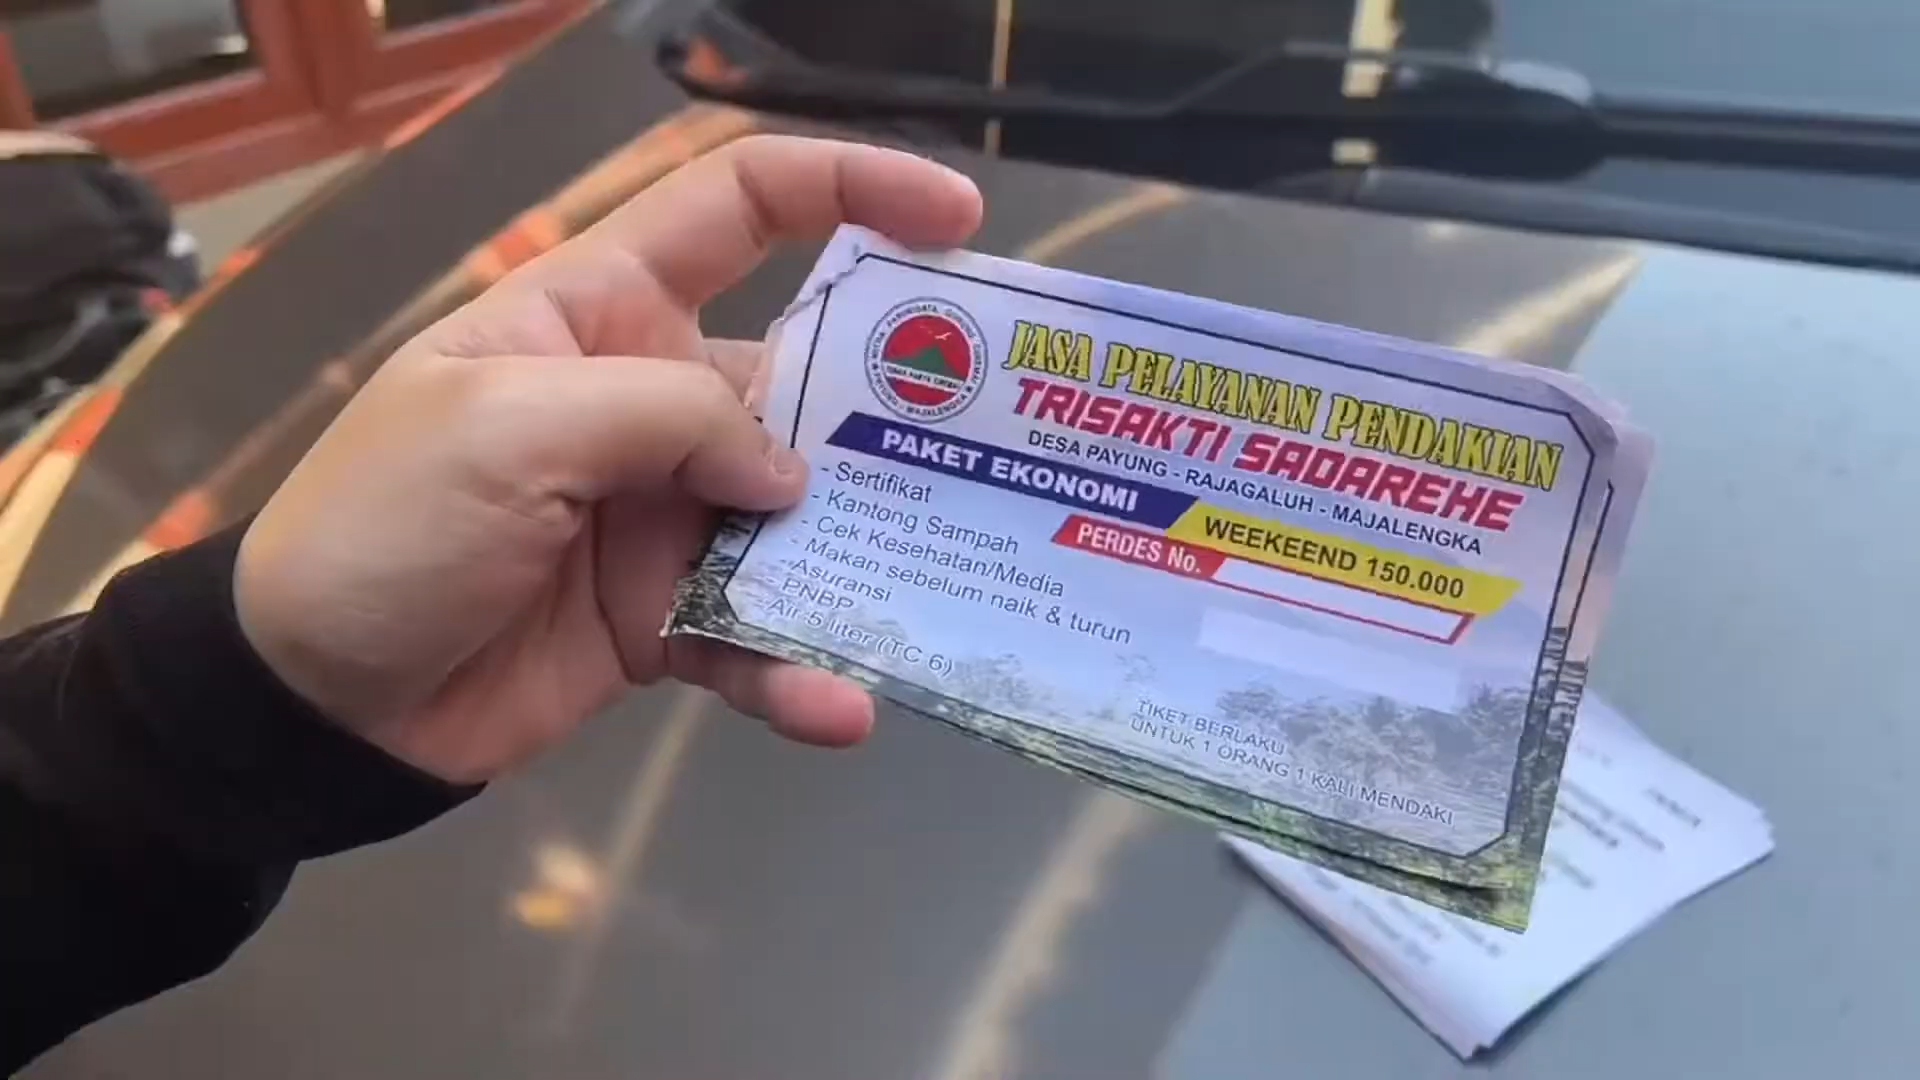 JASA PELAYANAN PENDAKIAN
TRISAKTI SADAREHE
DESA PAYUNG - RAJAGALUH - MAJALENGKA
PAKET EKONOMI
WEEKEEND 150.000
PERDES No.
- Sertifikat
- Kantong Sampah
- Cek Kesehatan/Media
- Makan sebelum naik & turun
- Asuransi
- PNBP
- Air 5 liter (TC 6)
TIKET BERLAKU
UNTUK 1 ORANG 1 KALI MENDAKI